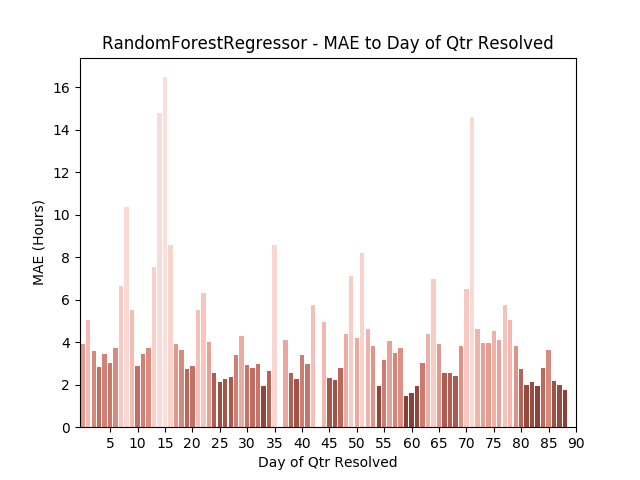 RandomForestRegressor - MAE to Day of Qtr Resolved
16
14
12
10
8
6
4
2
0
MAE (Hours)
5 10 15 20 25 30 35 40 45 50 55 60 65 70 75 80 85 90
Day of Qtr Resolved